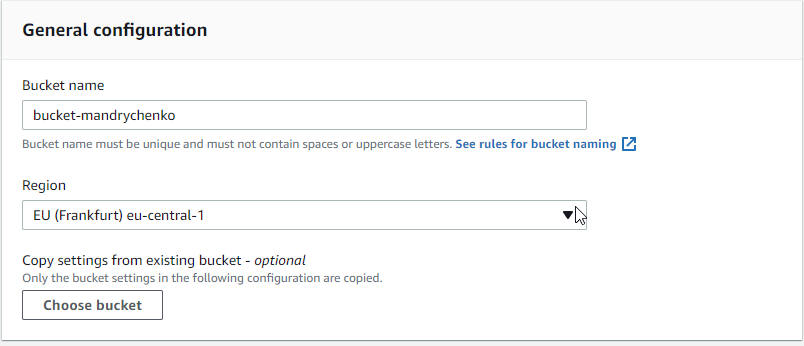 General configuration
Bucket name
bucket-mandrychenko
Bucket name must be unique and must not contain spaces or uppercase letters. See rules for bucket naming
Region
EU (Frankfurt) eu-central-1
Copy settings from existing bucket - optional
Only the bucket settings in the following configuration are copied.
Choose bucket